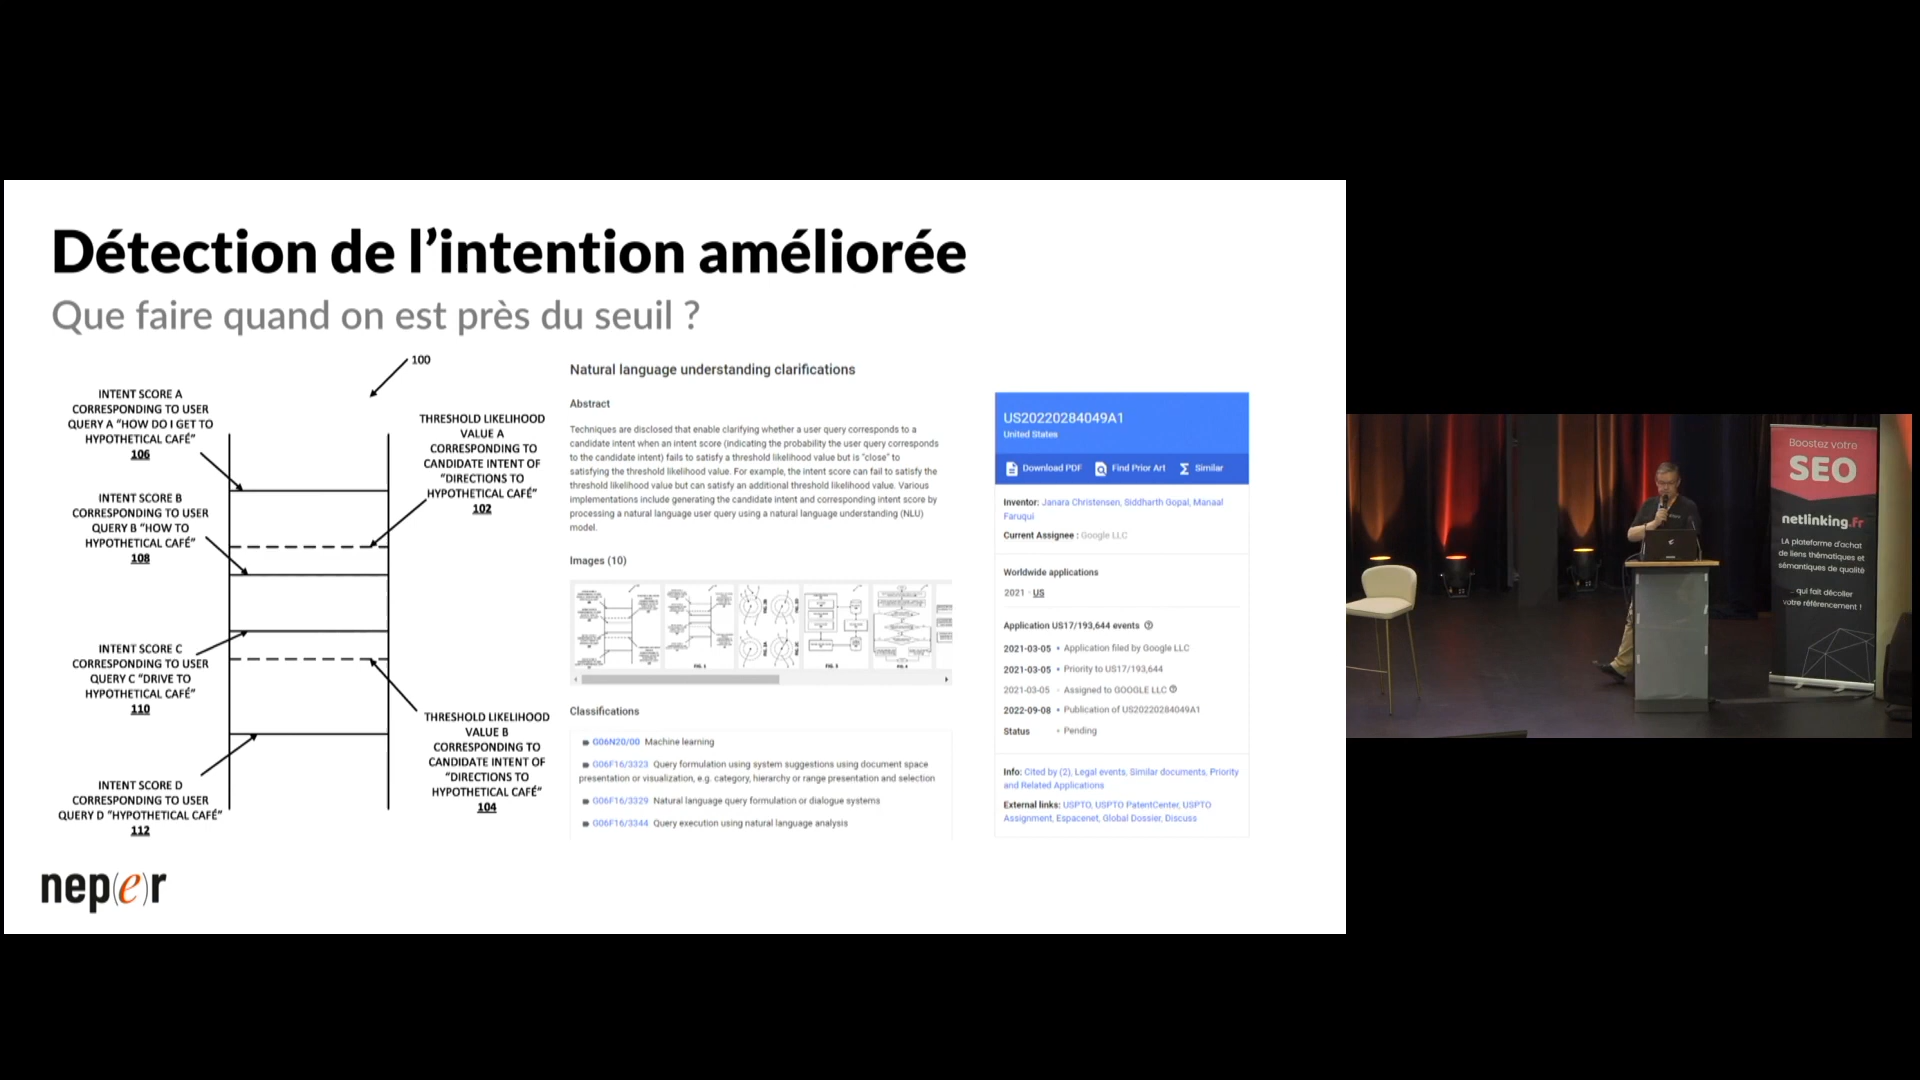 Détection de l'intention améliorée
Que faire quand on est près du seuil ?
100
INTENT SCORE A
CORRESPONDING TO USER
QUERY A "HOW DO I GET TO
HYPOTHETICAL CAFÉ"
106
INTENT SCORE B
CORRESPONDING TO USER
QUERY B "HOW TO
HYPOTHETICAL CAFÉ"
108
INTENT SCORE C
CORRESPONDING TO USER
QUERY C "DRIVE TO
HYPOTHETICAL CAFÉ"
110
INTENT SCORE D
CORRESPONDING TO USER
QUERY D "HYPOTHETICAL CAFÉ"
112
THRESHOLD LIKELIHOOD
VALUE A
CORRESPONDING TO
CANDIDATE INTENT OF
"DIRECTIONS TO
HYPOTHETICAL CAFÉ"
102
THRESHOLD LIKELIHOOD
VALUE B
CORRESPONDING TO
CANDIDATE INTENT OF
"DIRECTIONS TO
HYPOTHETICAL CAFÉ"
104
Natural language understanding clarifications
Abstract
Techniques are disclosed that enable clarifying whether a user query corresponds to a
candidate intent when an intent score (indicating the probability the user query corresponds
to the candidate intent) fails to satisfy a threshold likelihood value but is "close" to
satisfying the threshold likelihood value. For example, the intent score can fail to satisfy the
threshold likelihood value but can satisfy an additional threshold likelihood value. Various
implementations include generating the candidate intent and corresponding intent score by
processing a natural language user query using a natural language understanding (NLU)
model.
Images (10)
FIG. 1
FIG. 3
FIG. 4
Classifications
G06N20/00 Machine learning
G06F16/3323 Query formulation using system suggestions using document space
presentation or visualization, e.g. category, hierarchy or range presentation and selection
G06F16/3329 Natural language query formulation or dialogue systems
G06F16/3344 Query execution using natural language analysis
US20220284049A1
United States
Download PDF Find Prior Art Similar
Inventor: Janara Christensen, Siddharth Gopal, Manaal
Faruqui
Current Assignee : Google LLC
Worldwide applications
2021 · US
Application US17/193,644 events
2021-03-05 • Application filed by Google LLC
2021-03-05 • Priority to US17/193,644
2021-03-05 • Assigned to GOOGLE LLC
2022-09-08 • Publication of US20220284049A1
Status • Pending
Info: Cited by (2), Legal events, Similar documents, Priority
and Related Applications
External links: USPTO, USPTO PatentCenter, USPTO
Assignment, Espacenet, Global Dossier, Discuss
nep(e)r
Boostez votre
SEO
netlinking.fr
LA plateforme d'achat
de liens thématiques et
sémantiques de qualité
... qui fait décoller
votre référencement !